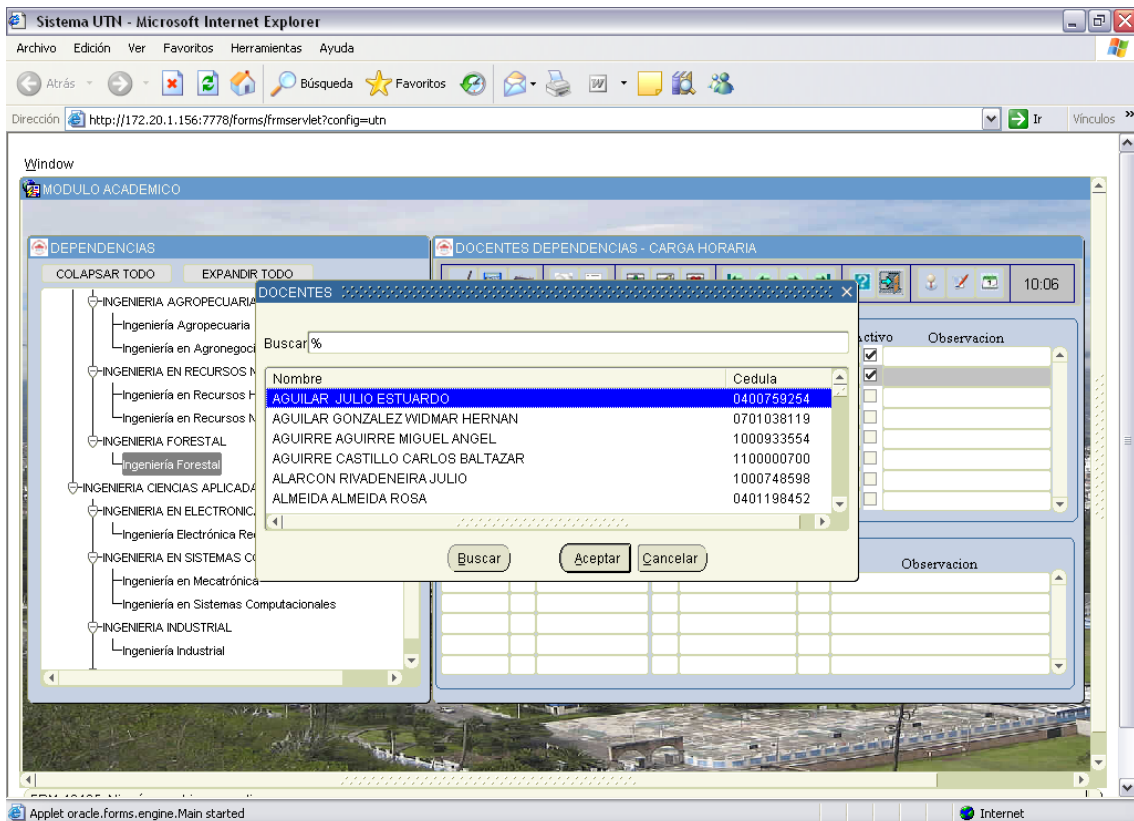 Sistema UTN - Microsoft Internet Explorer
Archivo Edición Ver Favoritos Herramientas Ayuda
Atrás Búsqueda Favoritos
Dirección http://172.20.1.156:7778/forms/frmservlet?config=utn Ir Vínculos
Window
MODULO ACADEMICO
DEPENDENCIAS
COLAPSAR TODO EXPANDIR TODO
INGENIERIA AGROPECUARIA
Ingeniería Agropecuaria
Ingeniería en Agronegoci
INGENIERIA EN RECURSOS N
Ingeniería en Recursos H
Ingeniería en Recursos N
INGENIERIA FORESTAL
Ingeniería Forestal
INGENIERIA CIENCIAS APLICADA
INGENIERIA EN ELECTRONIC
Ingeniería Electrónica Re
INGENIERIA EN SISTEMAS CO
Ingeniería en Mecatrónica
Ingeniería en Sistemas Computacionales
INGENIERIA INDUSTRIAL
Ingeniería Industrial
DOCENTES DEPENDENCIAS - CARGA HORARIA
10:06
Activo Observacion
DOCENTES
Buscar %
Nombre Cedula
AGUILAR JULIO ESTUARDO 0400759254
AGUILAR GONZALEZ WIDMAR HERNAN 0701038119
AGUIRRE AGUIRRE MIGUEL ANGEL 1000933554
AGUIRRE CASTILLO CARLOS BALTAZAR 1100000700
ALARCON RIVADENEIRA JULIO 1000748598
ALMEIDA ALMEIDA ROSA 0401198452
Buscar Aceptar Cancelar
Observacion
Applet oracle.forms.engine.Main started Internet